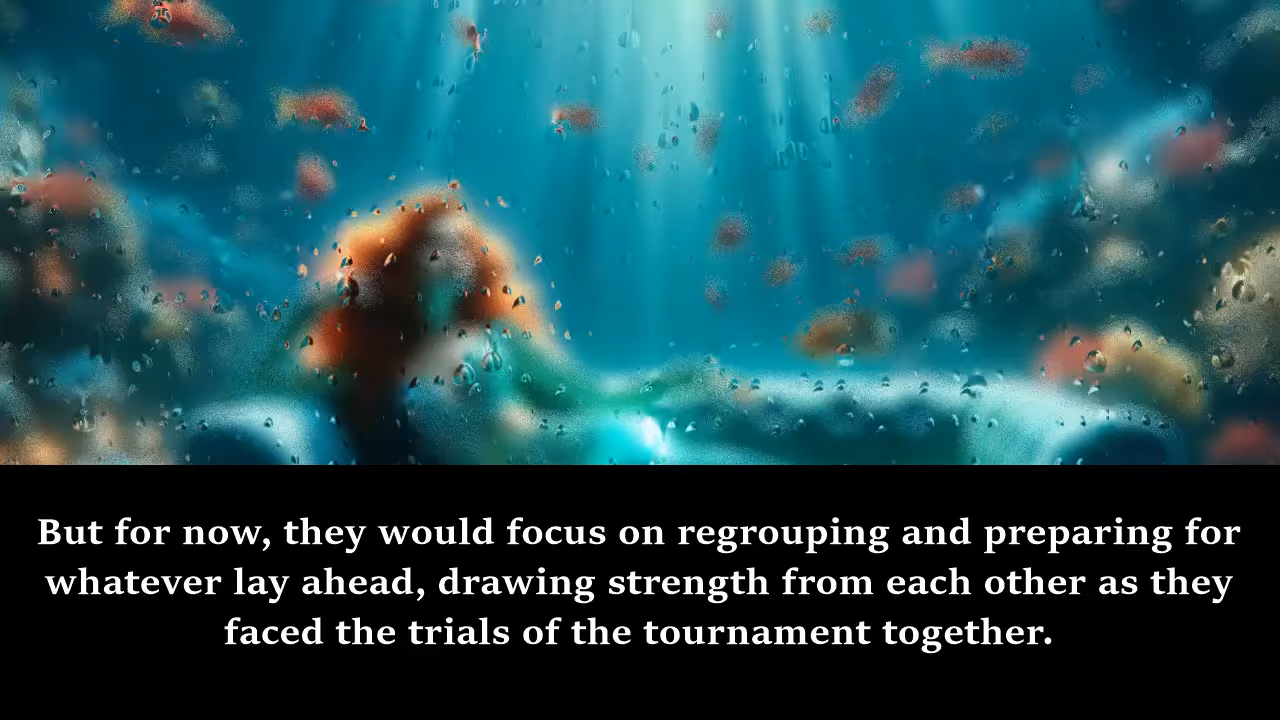 But for now, they would focus on regrouping and preparing for
whatever lay ahead, drawing strength from each other as they
faced the trials of the tournament together.